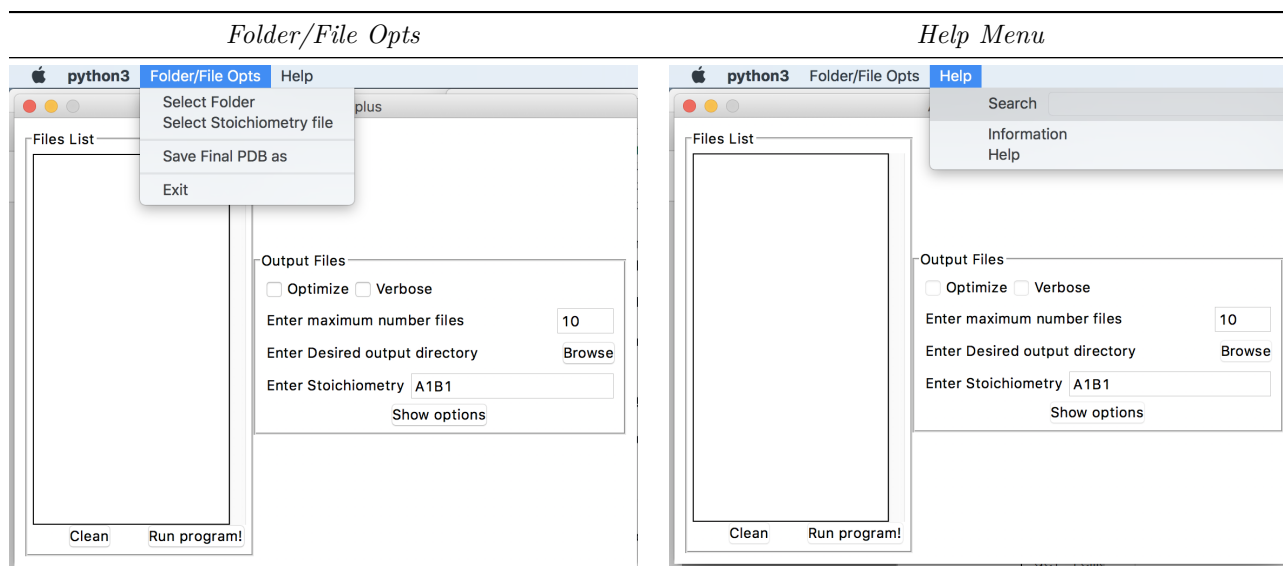 Folder/File Opts
Help Menu
python3 Folder/File Opts Help
Select Folder
plus
Select Stoichiometry file
Files List
Save Final PDB as
Exit
Output Files
Optimize Verbose
Enter maximum number files 10
Enter Desired output directory Browse
Enter Stoichiometry A1B1
Show options
Clean Run program!
python3 Folder/File Opts Help
Search
Files List
Information
Help
Output Files
Optimize Verbose
Enter maximum number files 10
Enter Desired output directory Browse
Enter Stoichiometry A1B1
Show options
Clean Run program!